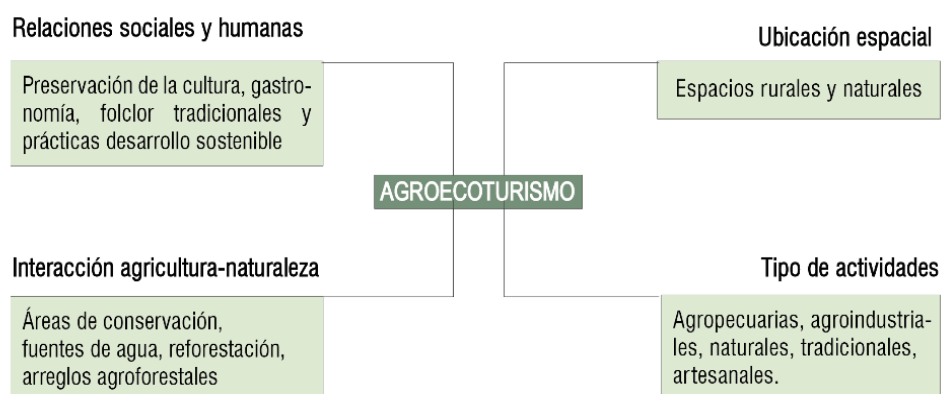 Relaciones sociales y humanas
Preservación de la cultura, gastro-
nomía, folclor tradicionales y
prácticas desarrollo sostenible
Ubicación espacial
Espacios rurales y naturales
AGROECOTURISMO
Interacción agricultura-naturaleza
Áreas de conservación,
fuentes de agua, reforestación,
arreglos agroforestales
Tipo de actividades
Agropecuarias, agroindustria-
les, naturales, tradicionales,
artesanales.